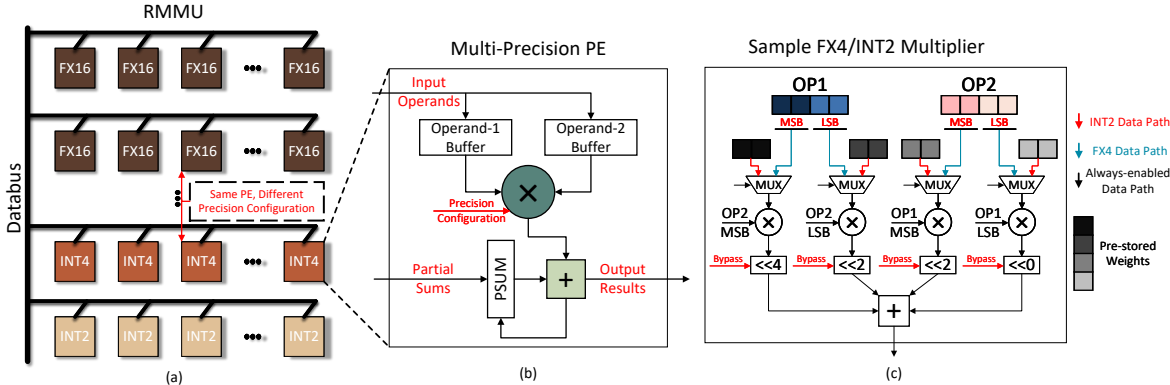 RMMU
Databus
FX16 FX16 FX16 FX16
FX16 FX16 FX16 FX16
Same PE, Different
Precision Configuration
INT4 INT4 INT4 INT4
INT2 INT2 INT2 INT2
(a)
Multi-Precision PE
Input
Operands
Operand-1
Buffer
Operand-2
Buffer
×
Precision
Configuration
Partial
Sums
PSUM
+
Output
Results
(b)
Sample FX4/INT2 Multiplier
OP1 OP2
MSB LSB MSB LSB
MUX MUX MUX MUX
OP2
MSB
×
OP2
LSB
×
OP1
MSB
×
OP1
LSB
×
Bypass <<4 Bypass <<2 Bypass <<2 Bypass <<0
+
INT2 Data Path
FX4 Data Path
Always-enabled
Data Path
Pre-stored
Weights
(c)